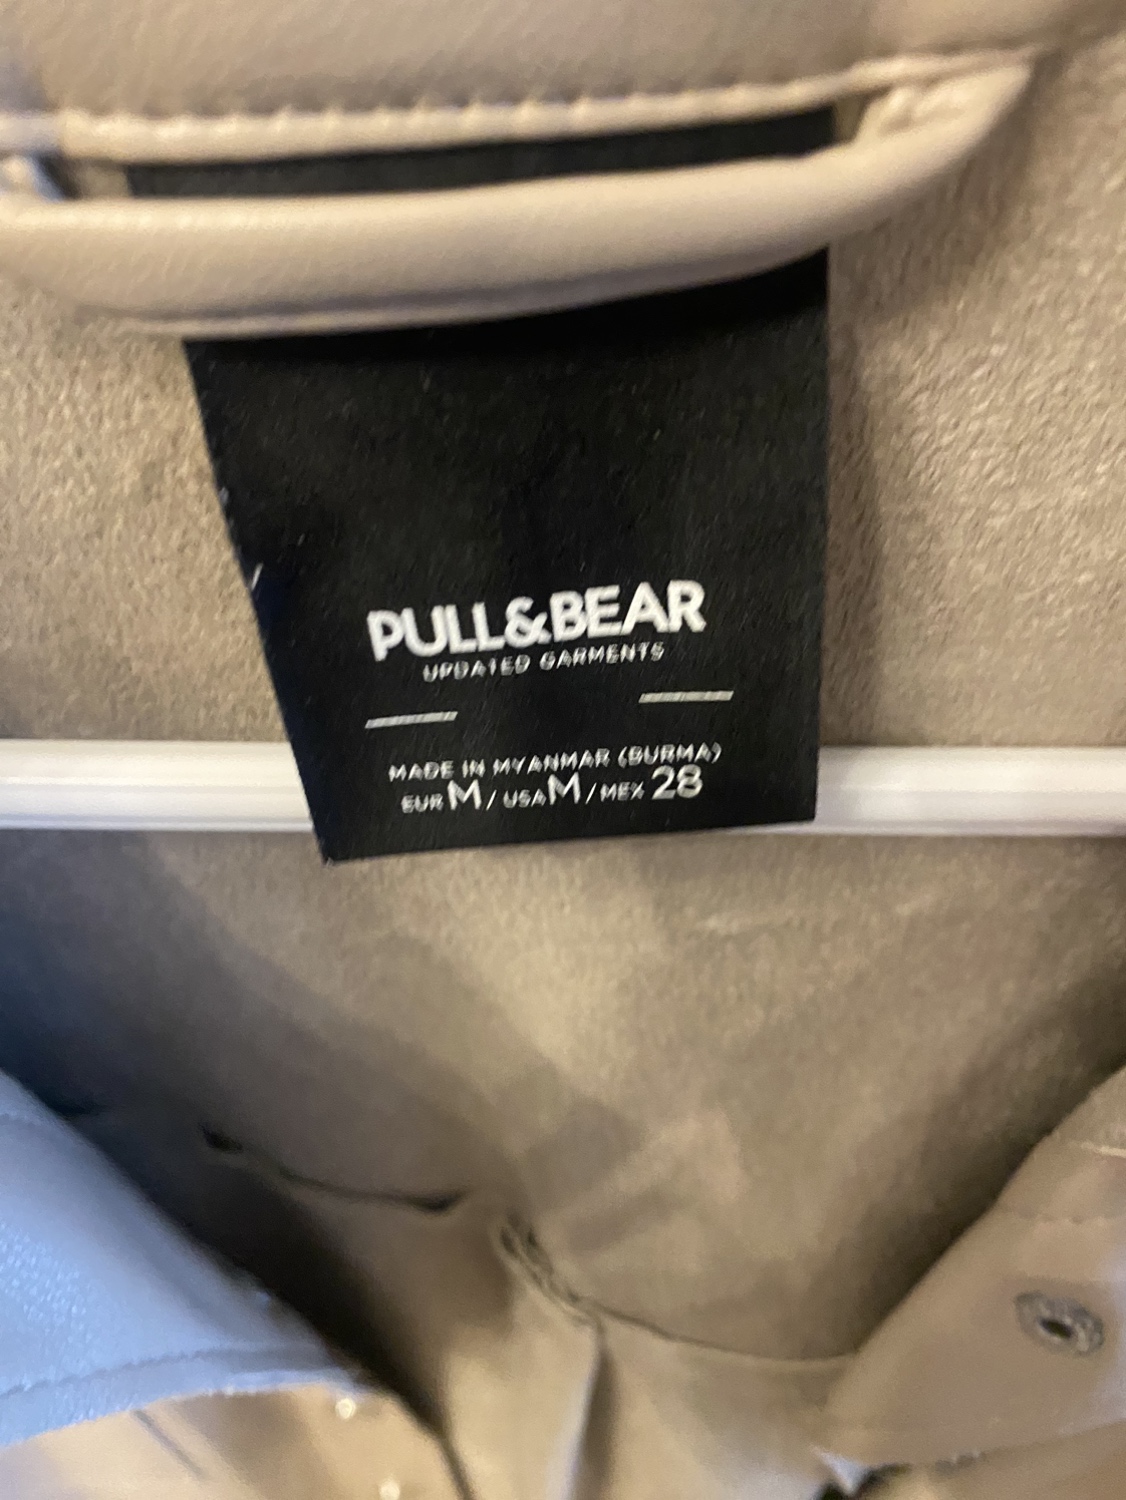 PULL&BEAR
UPDATED GARMENTS
MADE IN MYANMAR (BURMA)
EUR M / USA M / MEX 28